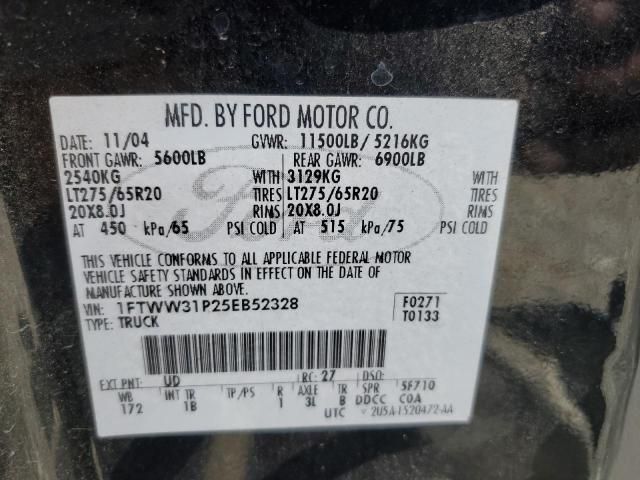 MFD. BY FORD MOTOR CO.
DATE: 11/04 GVWR: 11500LB/ 5216KG
FRONT GAWR: 5600LB REAR GAWR: 6900LB
2540KG WITH 3129KG WITH
LT275/65R20 TIRES LT275/65R20 TIRES
20X8.0J RIMS 20X8.0J RIMS
AT 450 kPa/65 PSI COLD AT 515 kPa/75 PSI COLD
Ford
THIS VEHICLE CONFORMS TO ALL APPLICABLE FEDERAL MOTOR
VEHICLE SAFETY STANDARDS IN EFFECT ON THE DATE OF
MANUFACTURE SHOWN ABOVE.
VIN: 1FTWW31P25EB52328 F0271
TYPE: TRUCK T0133
EXT PNT: UD RC: 27 DSO:
WB INT TR TP/PS R AXLE TR SPR 5F710
172 1B 1 3L B DDCC COA
UTC 2U5A-1520472-AA